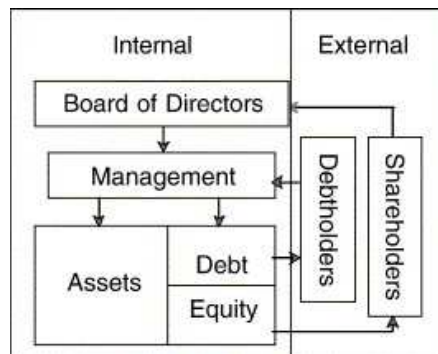 Internal
External
Board of Directors
Management
Debtholders
Shareholders
Assets
Debt
Equity